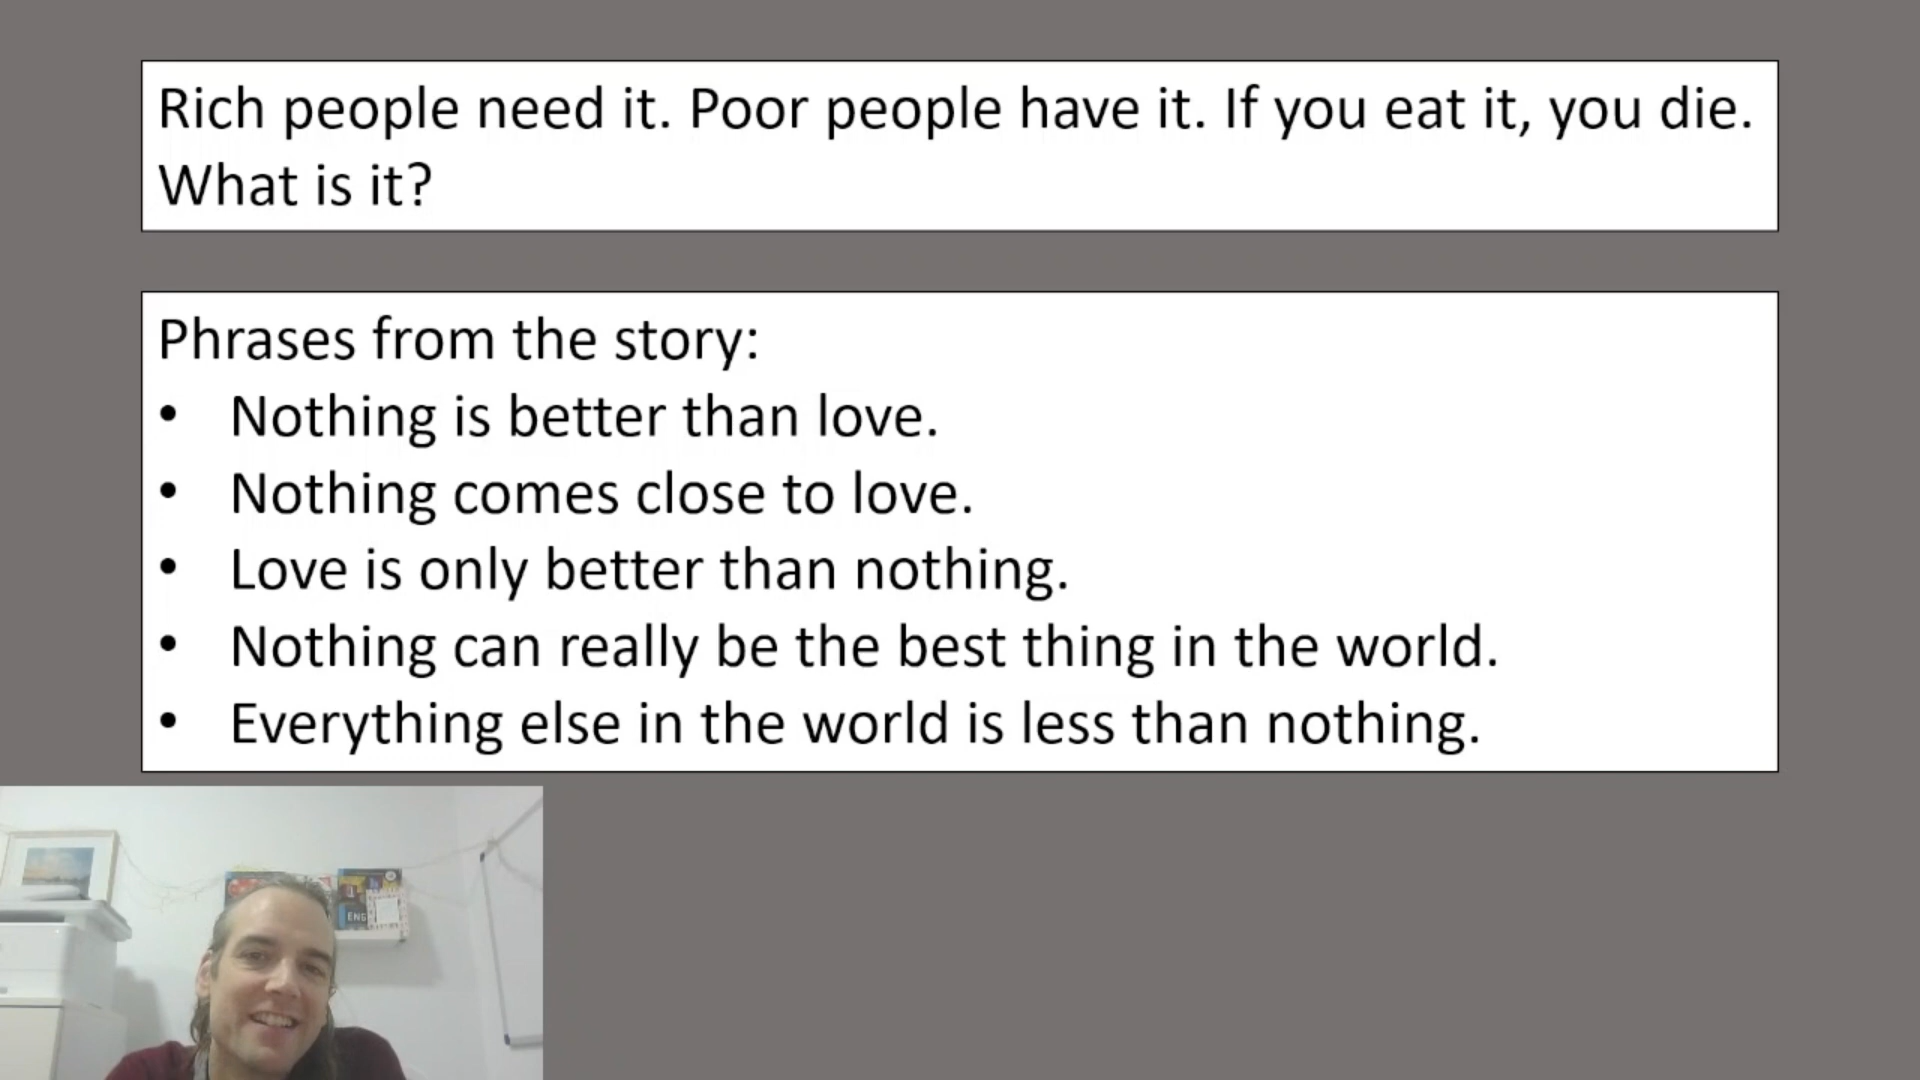 Rich people need it. Poor people have it. If you eat it, you die.
What is it?
Phrases from the story:
• Nothing is better than love.
• Nothing comes close to love.
• Love is only better than nothing.
• Nothing can really be the best thing in the world.
• Everything else in the world is less than nothing.
ENG